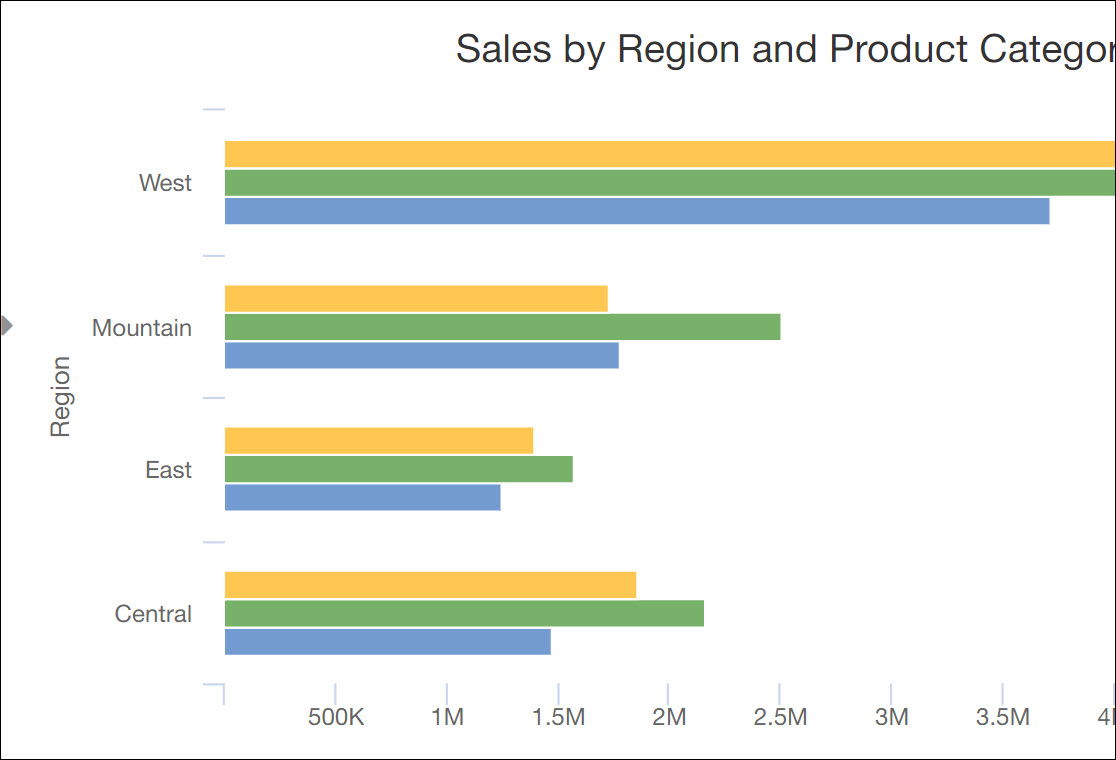 Sales by Region and Product Categor
West
Mountain
East
Central
Region
500K 1M 1.5M 2M 2.5M 3M 3.5M 4